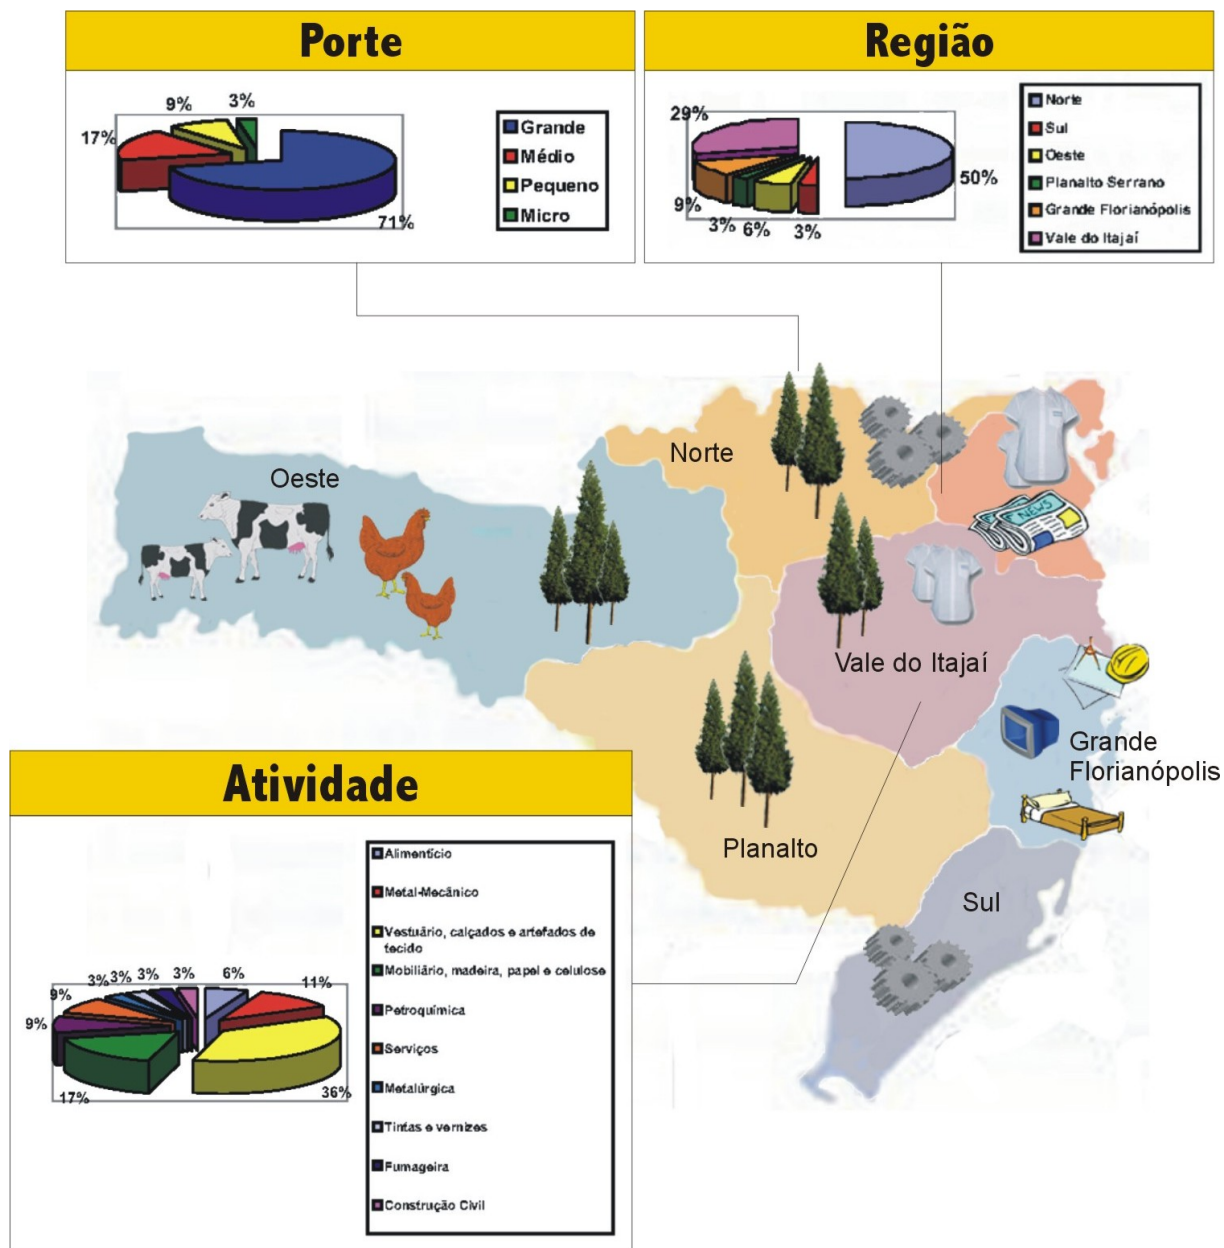 Porte
9%
3%
17%
71%
Grande
Médio
Pequeno
Micro
Região
29%
50%
9%
3%
6%
3%
Norte
Sul
Oeste
Planalto Serrano
Grande Florianópolis
Vale do Itajaí
Norte
Oeste
NEWS
Vale do Itajaí
Grande
Florianópolis
Planalto
Sul
Atividade
3%
3%
3%
3%
6%
11%
9%
9%
17%
36%
Alimentício
Metal-Mecânico
Vestuário, calçados e artefados de
tecido
Mobiliário, madeira, papel e celulose
Petroquímica
Serviços
Metalúrgica
Tintas e vernizes
Fumageira
Construção Civil